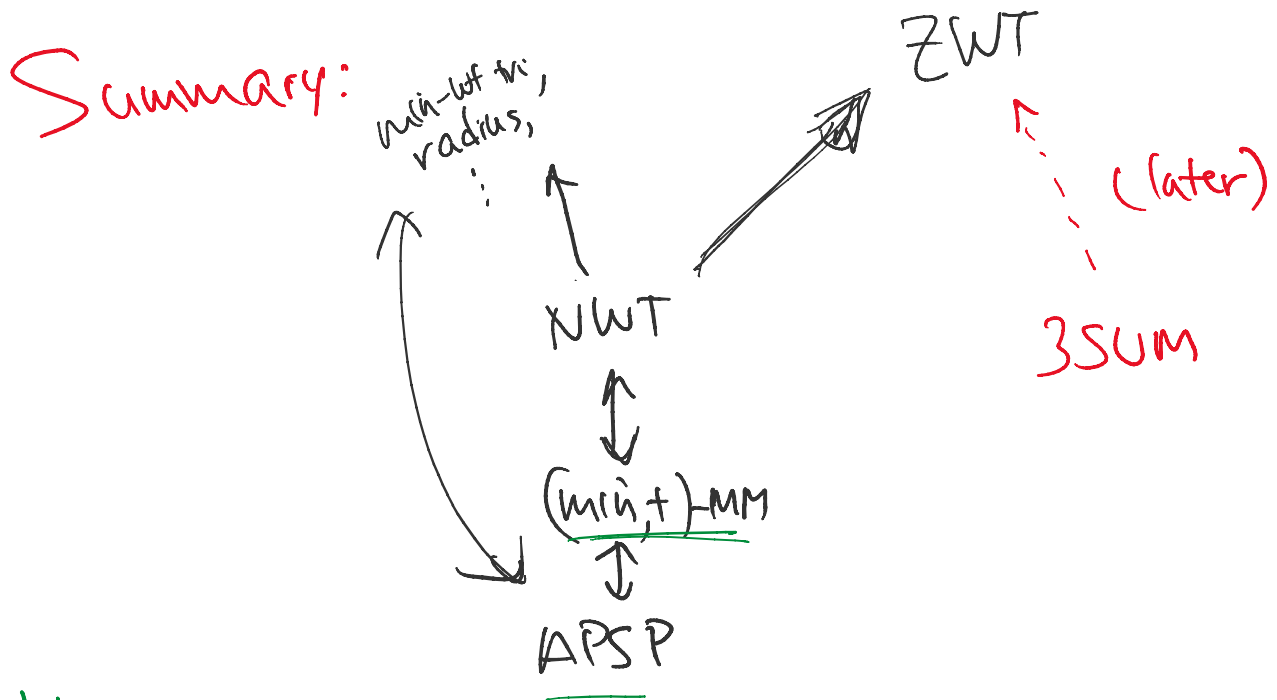 Summary:
min-wt tri,
radius,
⋮
ZWT
(later)
NWT
3SUM
(min,+)-MM
APSP